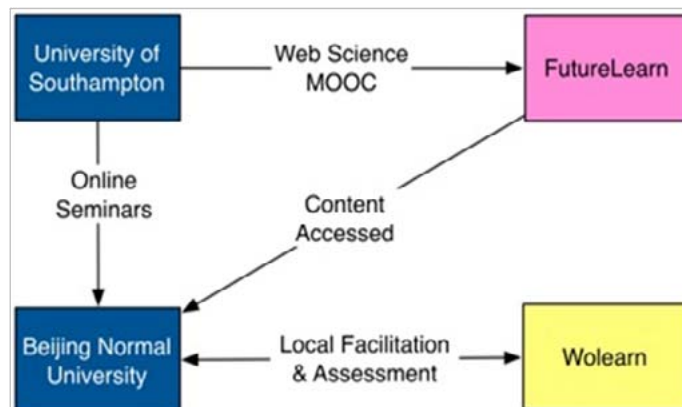 University of
Southampton
Web Science
MOOC
FutureLearn
Online
Seminars
Content
Accessed
Beijing Normal
University
Local Facilitation
& Assessment
Wolearn